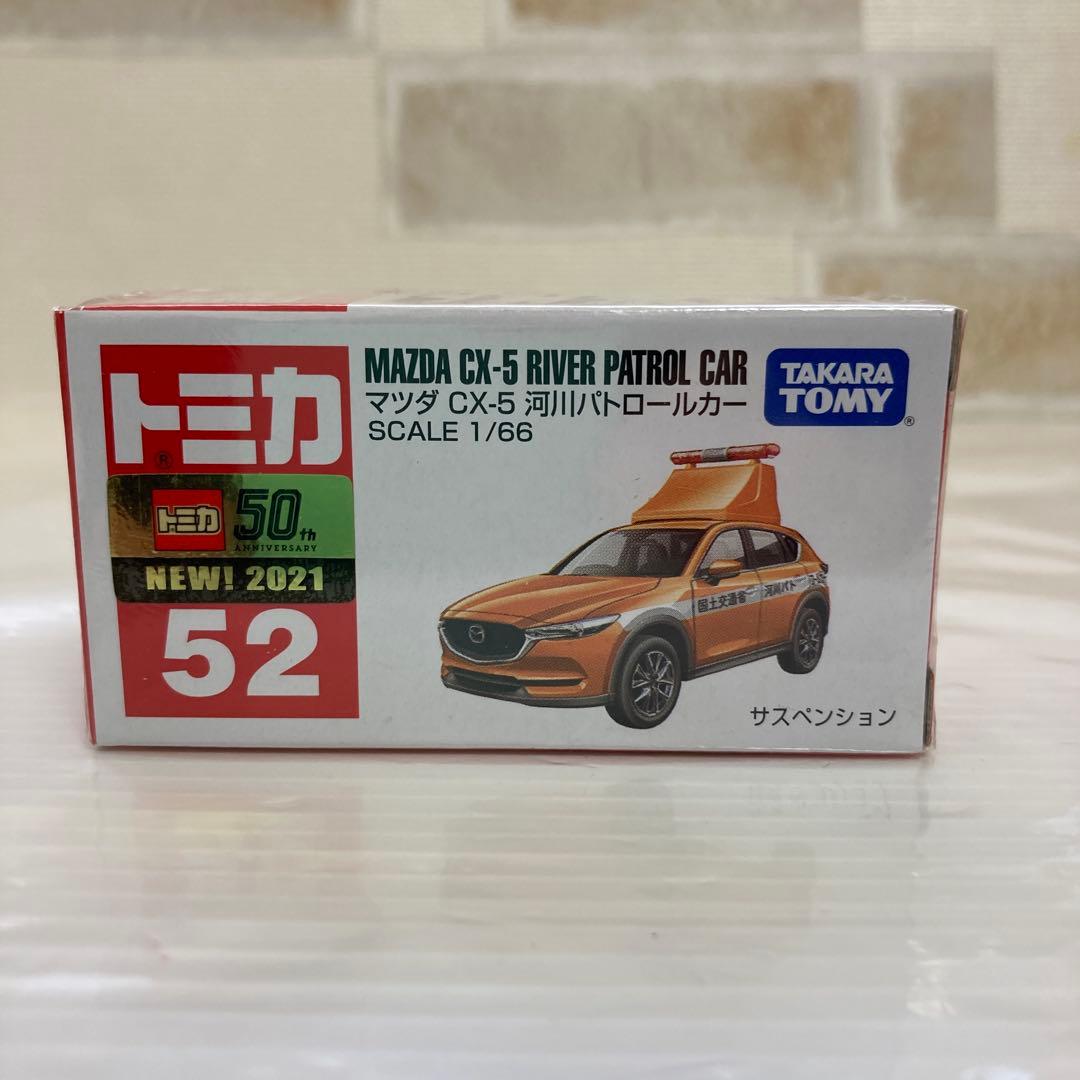 トミカ
®
トミカ
50th
ANNIVERSARY
NEW! 2021
52
MAZDA CX-5 RIVER PATROL CAR
マツダ CX-5 河川パトロールカー
SCALE 1/66
TAKARA
TOMY®
国土交通省 河川パト
サスペンション